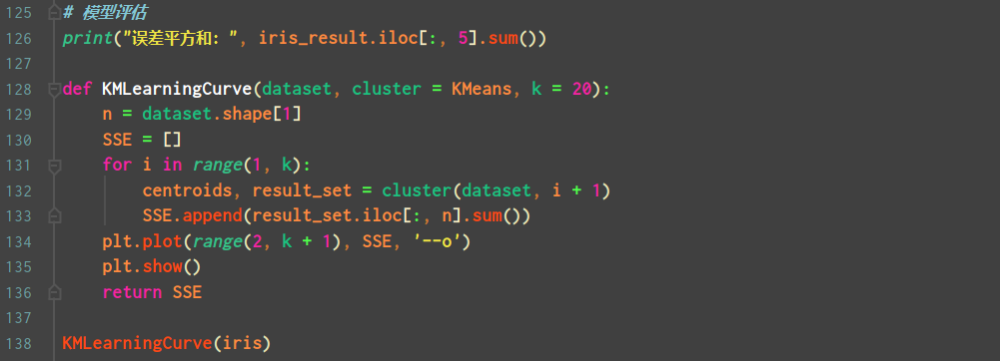 125 # 模型评估
126 print("误差平方和: ", iris_result.iloc[:, 5].sum())
127
128 def KMLearningCurve(dataset, cluster = KMeans, k = 20):
129     n = dataset.shape[1]
130     SSE = []
131     for i in range(1, k):
132         centroids, result_set = cluster(dataset, i + 1)
133         SSE.append(result_set.iloc[:, n].sum())
134     plt.plot(range(2, k + 1), SSE, '--o')
135     plt.show()
136     return SSE
137
138 KMLearningCurve(iris)